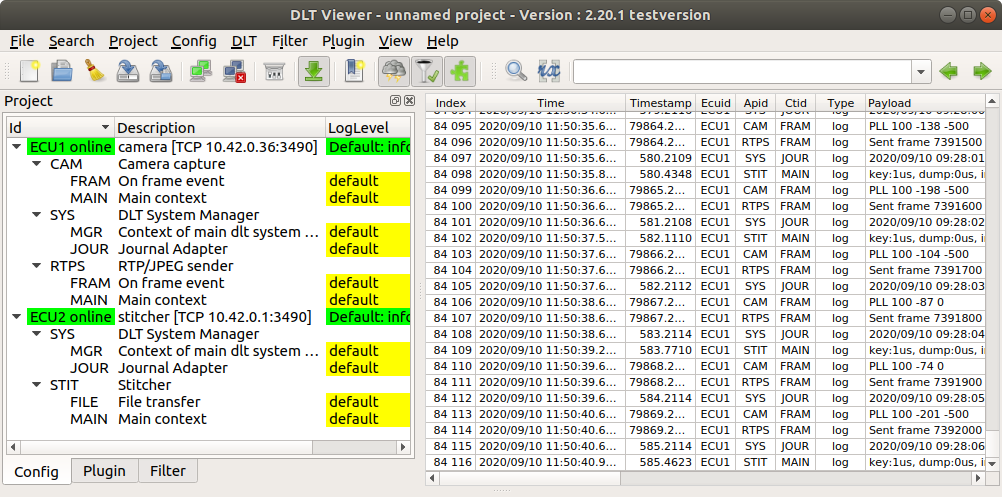 DLT Viewer - unnamed project - Version : 2.20.1 testversion
File Search Project Config DLT Filter Plugin View Help
Project
Id Description LogLevel
ECU1 online camera [TCP 10.42.0.36:3490] Default: info
CAM Camera capture
FRAM On frame event default
MAIN Main context default
SYS DLT System Manager
MGR Context of main dlt system ... default
JOUR Journal Adapter default
RTPS RTP/JPEG sender
FRAM On frame event default
MAIN Main context default
ECU2 online stitcher [TCP 10.42.0.1:3490] Default: info
SYS DLT System Manager
MGR Context of main dlt system ... default
JOUR Journal Adapter default
STIT Stitcher
FILE File transfer default
MAIN Main context default
Config Plugin Filter
Index Time Timestamp Ecuid Apid Ctid Type Payload
84 095 2020/09/10 11:50:35.6... 79864.2... ECU1 CAM FRAM log PLL 100 -138 -500
84 096 2020/09/10 11:50:35.6... 79864.2... ECU1 RTPS FRAM log Sent frame 7391500
84 097 2020/09/10 11:50:35.6... 580.2109 ECU1 SYS JOUR log 2020/09/10 09:28:01
84 098 2020/09/10 11:50:35.8... 580.4348 ECU1 STIT MAIN log key:1us, dump:0us, i
84 099 2020/09/10 11:50:36.6... 79865.2... ECU1 CAM FRAM log PLL 100 -198 -500
84 100 2020/09/10 11:50:36.6... 79865.2... ECU1 RTPS FRAM log Sent frame 7391600
84 101 2020/09/10 11:50:36.6... 581.2108 ECU1 SYS JOUR log 2020/09/10 09:28:02
84 102 2020/09/10 11:50:37.5... 582.1110 ECU1 STIT MAIN log key:1us, dump:0us, i
84 103 2020/09/10 11:50:37.6... 79866.2... ECU1 CAM FRAM log PLL 100 -104 -500
84 104 2020/09/10 11:50:37.6... 79866.2... ECU1 RTPS FRAM log Sent frame 7391700
84 105 2020/09/10 11:50:37.6... 582.2112 ECU1 SYS JOUR log 2020/09/10 09:28:03
84 106 2020/09/10 11:50:38.6... 79867.2... ECU1 CAM FRAM log PLL 100 -87 0
84 107 2020/09/10 11:50:38.6... 79867.2... ECU1 RTPS FRAM log Sent frame 7391800
84 108 2020/09/10 11:50:38.6... 583.2114 ECU1 SYS JOUR log 2020/09/10 09:28:04
84 109 2020/09/10 11:50:39.2... 583.7710 ECU1 STIT MAIN log key:1us, dump:0us, i
84 110 2020/09/10 11:50:39.6... 79868.2... ECU1 CAM FRAM log PLL 100 -74 0
84 111 2020/09/10 11:50:39.6... 79868.2... ECU1 RTPS FRAM log Sent frame 7391900
84 112 2020/09/10 11:50:39.6... 584.2114 ECU1 SYS JOUR log 2020/09/10 09:28:05
84 113 2020/09/10 11:50:40.6... 79869.2... ECU1 CAM FRAM log PLL 100 -201 -500
84 114 2020/09/10 11:50:40.6... 79869.2... ECU1 RTPS FRAM log Sent frame 7392000
84 115 2020/09/10 11:50:40.6... 585.2114 ECU1 SYS JOUR log 2020/09/10 09:28:06
84 116 2020/09/10 11:50:40.9... 585.4623 ECU1 STIT MAIN log key:1us, dump:0us, i